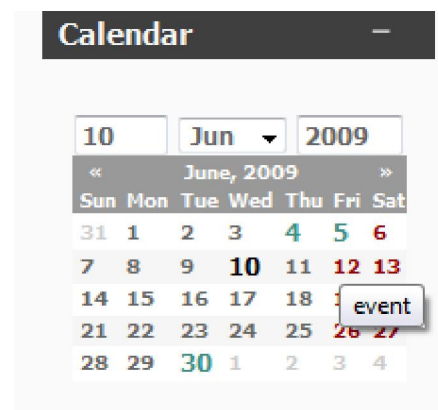 Calendar −
10 Jun 2009
« June, 2009 »
Sun Mon Tue Wed Thu Fri Sat
31 1 2 3 4 5 6
7 8 9 10 11 12 13
14 15 16 17 18 event
21 22 23 24 25 26 27
28 29 30 1 2 3 4